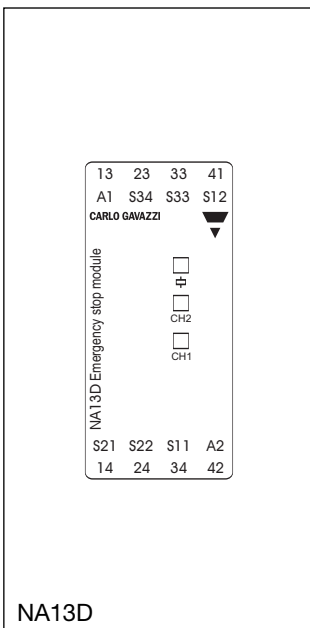 13 23 33 41
A1 S34 S33 S12
CARLO GAVAZZI
NA13D Emergency stop module
CH2
CH1
S21 S22 S11 A2
14 24 34 42
NA13D